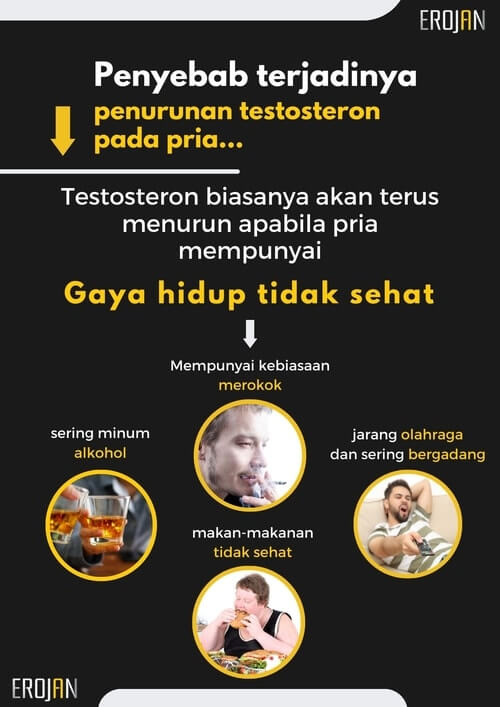 EROJAN
Penyebab terjadinya
penurunan testosteron
pada pria...
Testosteron biasanya akan terus
menurun apabila pria
mempunyai
Gaya hidup tidak sehat
Mempunyai kebiasaan
merokok
sering minum
alkohol
jarang olahraga
dan sering bergadang
makan-makanan
tidak sehat
EROJAN